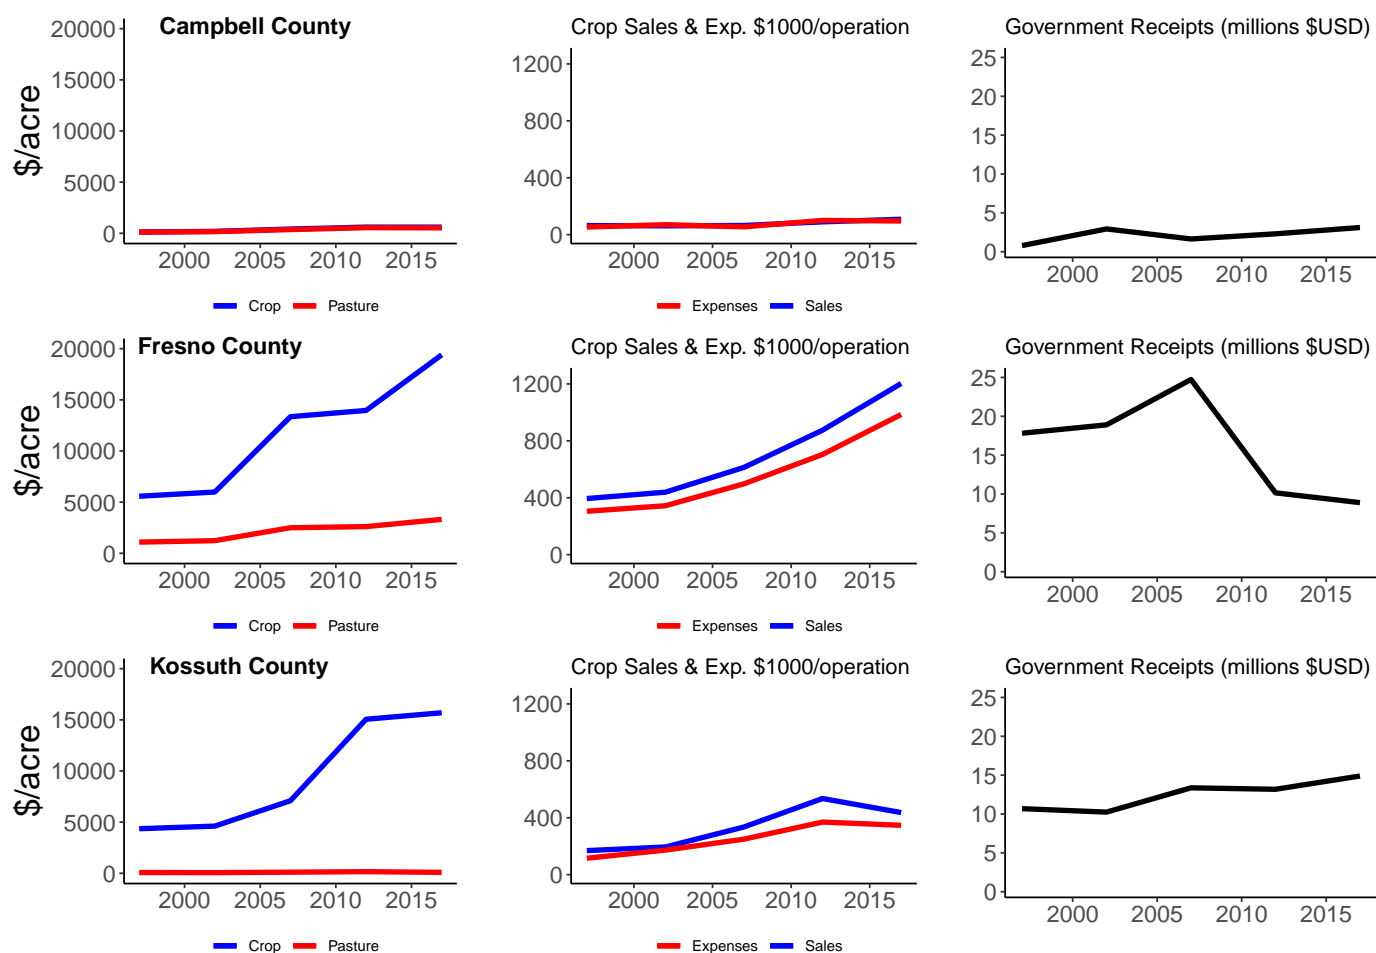 Campbell County
Crop Sales & Exp. $1000/operation
Government Receipts (millions $USD)
$/acre
20000
15000
10000
5000
0
2000 2005 2010 2015
Crop Pasture
1200
800
400
0
2000 2005 2010 2015
Expenses Sales
25
20
15
10
5
0
2000 2005 2010 2015
Fresno County
Crop Sales & Exp. $1000/operation
Government Receipts (millions $USD)
$/acre
20000
15000
10000
5000
0
2000 2005 2010 2015
Crop Pasture
1200
800
400
0
2000 2005 2010 2015
Expenses Sales
25
20
15
10
5
0
2000 2005 2010 2015
Kossuth County
Crop Sales & Exp. $1000/operation
Government Receipts (millions $USD)
$/acre
20000
15000
10000
5000
0
2000 2005 2010 2015
Crop Pasture
1200
800
400
0
2000 2005 2010 2015
Expenses Sales
25
20
15
10
5
0
2000 2005 2010 2015